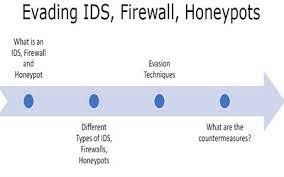 Evading IDS, Firewall, Honeypots
What is an
IDS, Firewall
and
Honeypot
Different
Types of IDS,
Firewalls,
Honeypots
Evasion
Techniques
What are the
countermeasures?